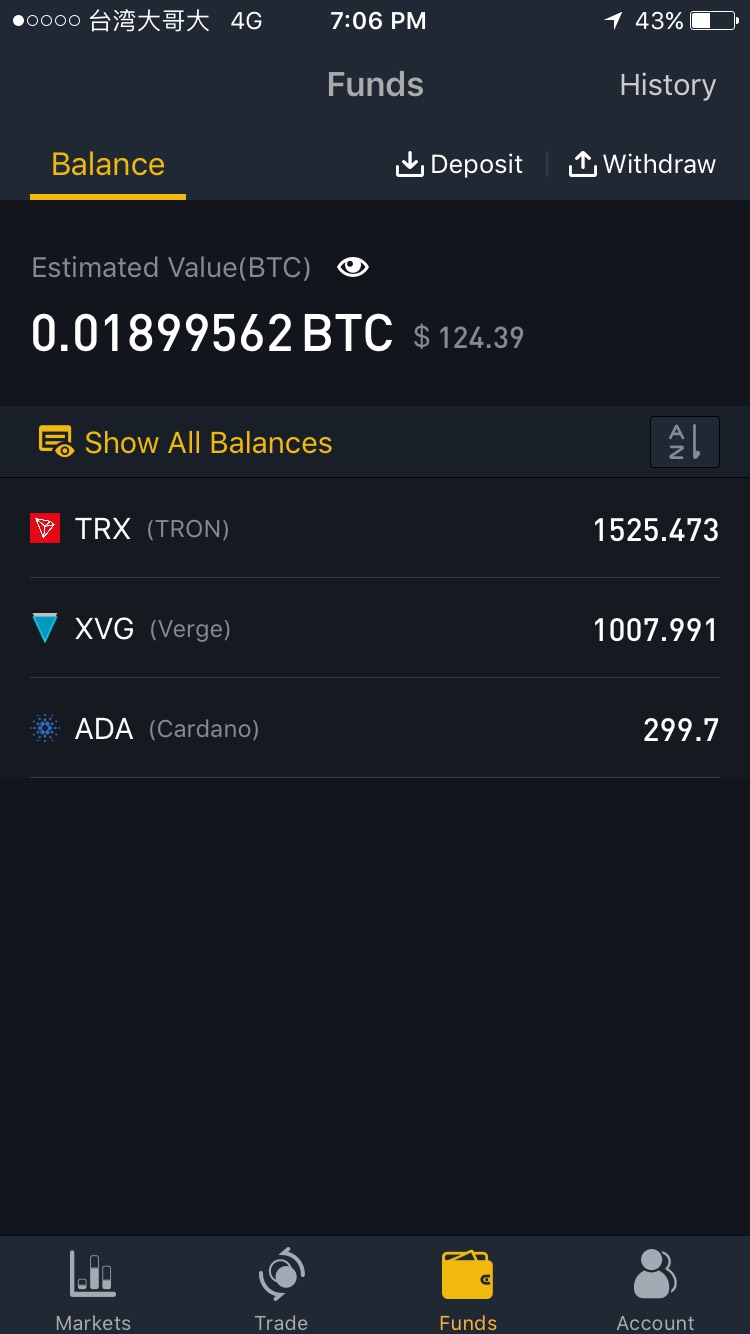 台湾大哥大 4G 7:06 PM 43%
Funds History
Balance Deposit Withdraw
Estimated Value(BTC)
0.01899562 BTC $ 124.39
Show All Balances A Z
TRX (TRON) 1525.473
XVG (Verge) 1007.991
ADA (Cardano) 299.7
Markets Trade Funds Account